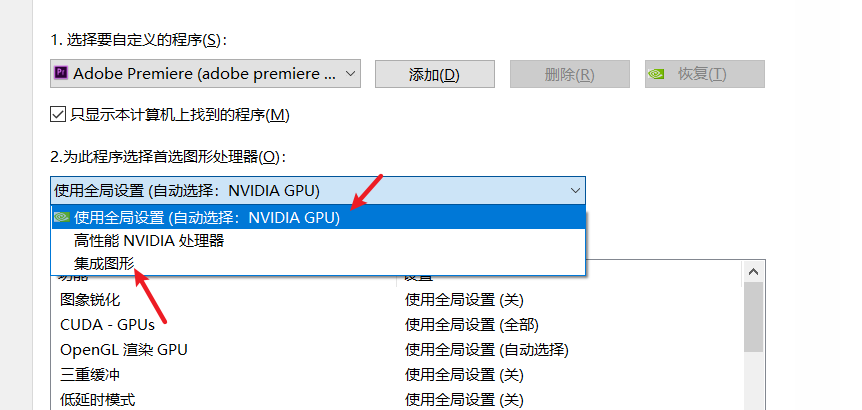 1. 选择要自定义的程序(S)：
Pr Adobe Premiere (adobe premiere ... 添加(D) 删除(R) 恢复(T)
只显示本计算机上找到的程序(M)
2.为此程序选择首选图形处理器(O)：
使用全局设置 (自动选择：NVIDIA GPU)
使用全局设置 (自动选择：NVIDIA GPU)
高性能 NVIDIA 处理器
集成图形
功能 设置
图象锐化 使用全局设置 (关)
CUDA - GPUs 使用全局设置 (全部)
OpenGL 渲染 GPU 使用全局设置 (自动选择)
三重缓冲 使用全局设置 (关)
低延时模式 使用全局设置 (关)